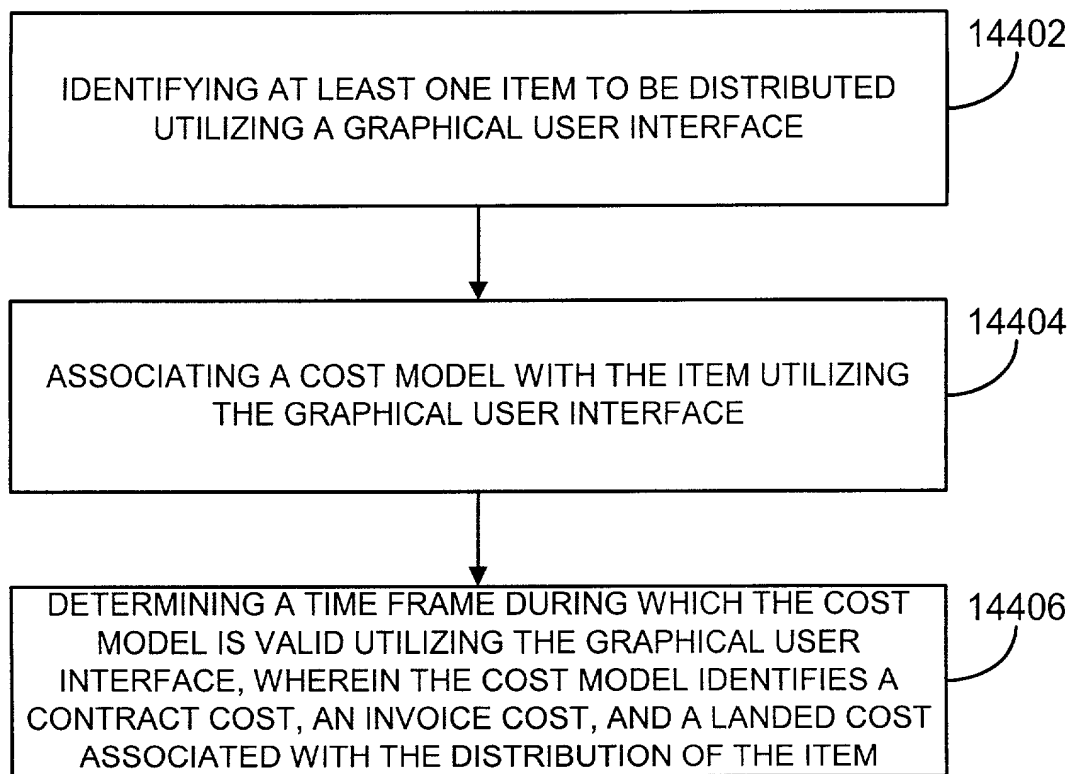 14402
IDENTIFYING AT LEAST ONE ITEM TO BE DISTRIBUTED
UTILIZING A GRAPHICAL USER INTERFACE
14404
ASSOCIATING A COST MODEL WITH THE ITEM UTILIZING
THE GRAPHICAL USER INTERFACE
14406
DETERMINING A TIME FRAME DURING WHICH THE COST
MODEL IS VALID UTILIZING THE GRAPHICAL USER
INTERFACE, WHEREIN THE COST MODEL IDENTIFIES A
CONTRACT COST, AN INVOICE COST, AND A LANDED COST
ASSOCIATED WITH THE DISTRIBUTION OF THE ITEM